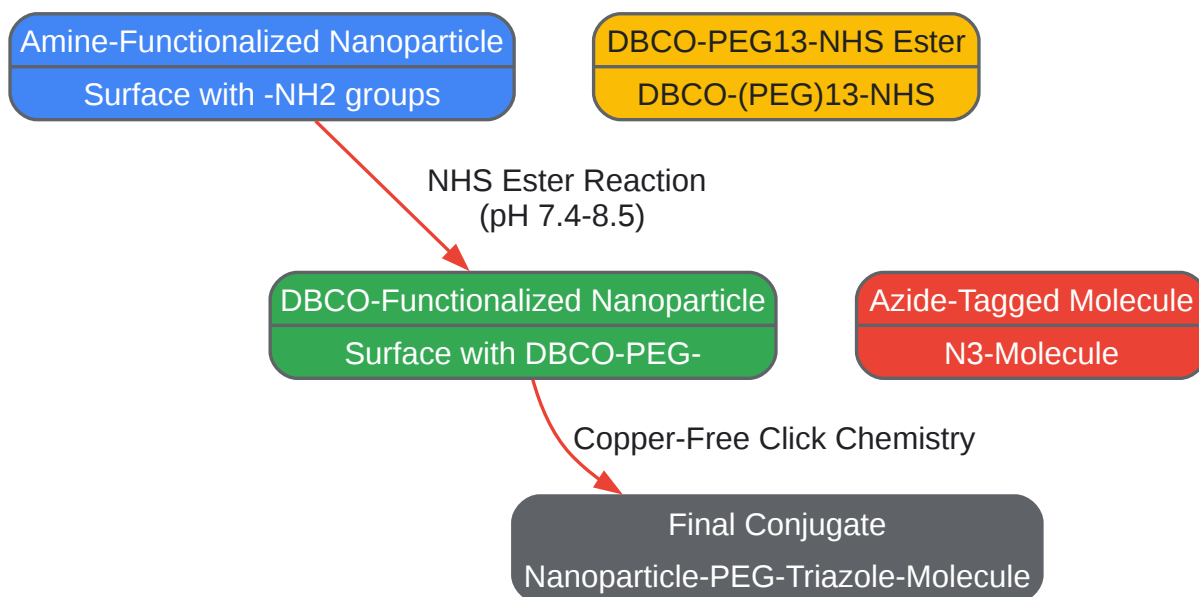 Amine-Functionalized Nanoparticle
Surface with -NH2 groups
DBCO-PEG13-NHS Ester
DBCO-(PEG)13-NHS
NHS Ester Reaction
(pH 7.4-8.5)
DBCO-Functionalized Nanoparticle
Surface with DBCO-PEG-
Azide-Tagged Molecule
N3-Molecule
Copper-Free Click Chemistry
Final Conjugate
Nanoparticle-PEG-Triazole-Molecule